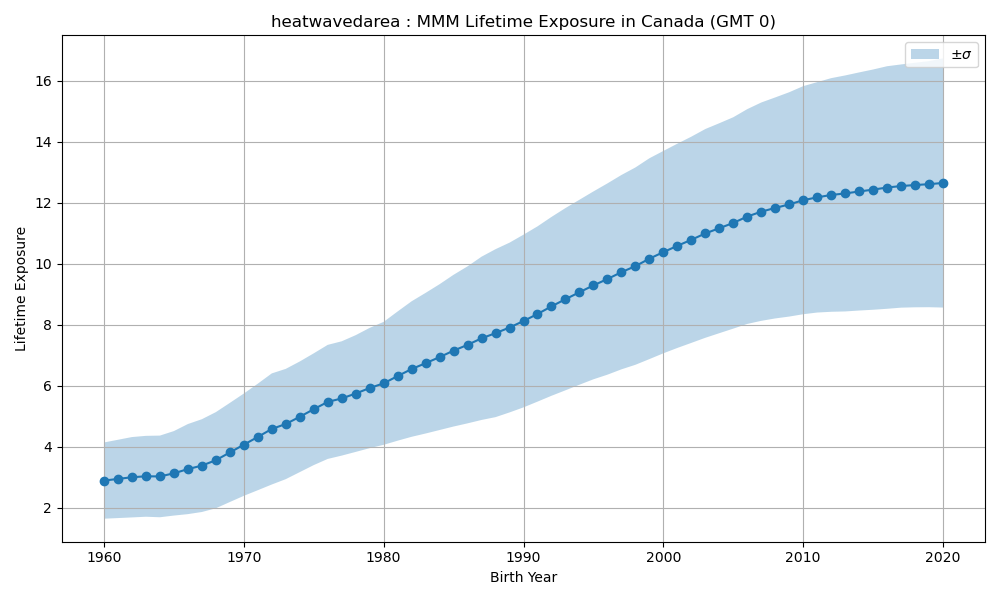 heatwavedarea : MMM Lifetime Exposure in Canada (GMT 0)
±σ
Lifetime Exposure
16
14
12
10
8
6
4
2
1960 1970 1980 1990 2000 2010 2020
Birth Year